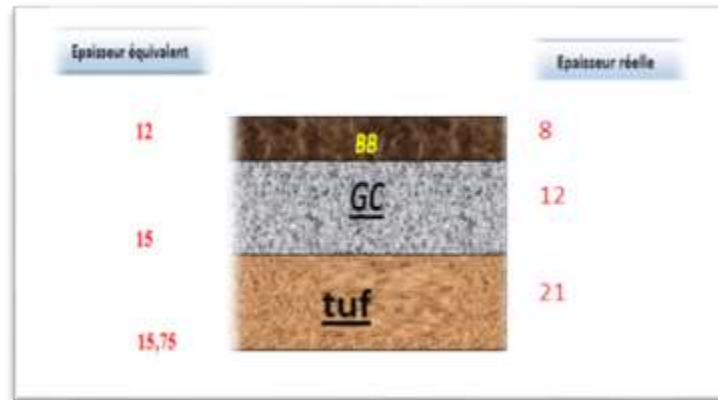 Epaisseur équivalent
Epaisseur réelle
12
BB
8
GC
12
15
tuf
21
15,75